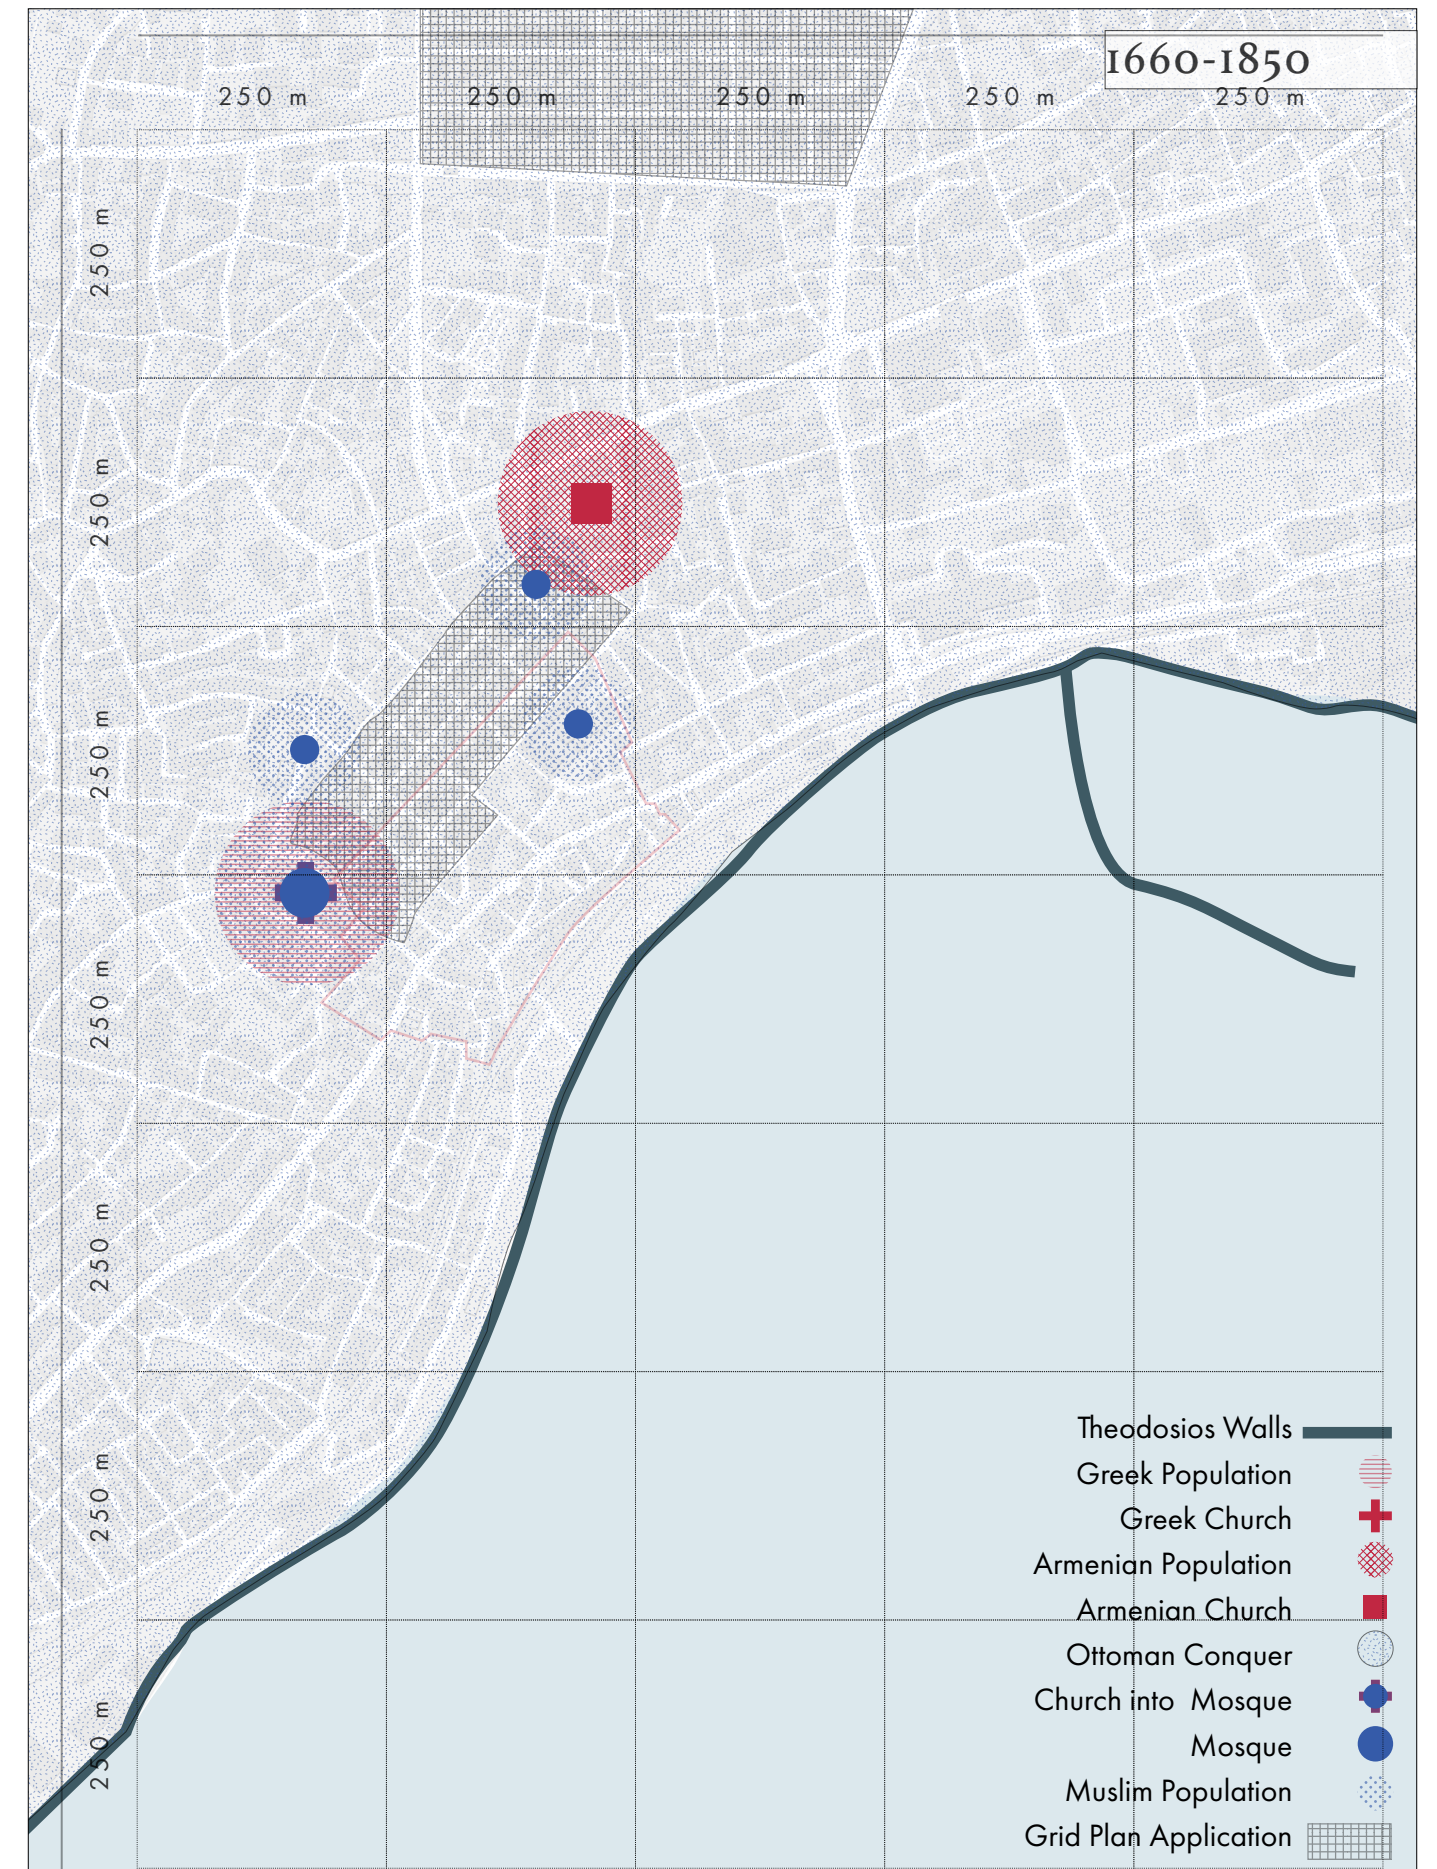 1660-1850
250 m 250 m 250 m 250 m 250 m
250 m
250 m
250 m
250 m
250 m
250 m
250 m
Theodosios Walls
Greek Population
Greek Church
Armenian Population
Armenian Church
Ottoman Conquer
Church into Mosque
Mosque
Muslim Population
Grid Plan Application